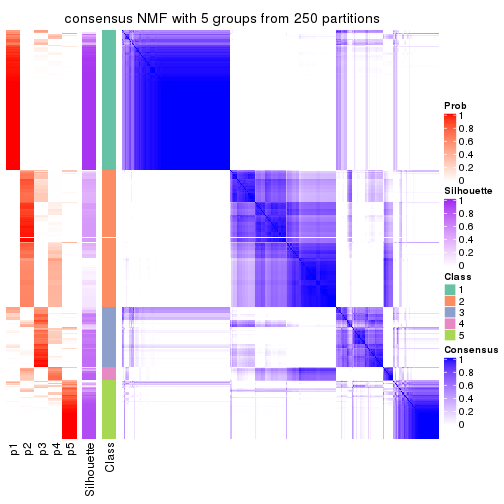 consensus NMF with 5 groups from 250 partitions
Prob
1
0.8
0.6
0.4
0.2
0
Silhouette
1
0.8
0.6
0.4
0.2
0
Class
1
2
3
4
5
Consensus
1
0.8
0.6
0.4
0.2
0
p1
p2
p3
p4
p5
Silhouette
Class